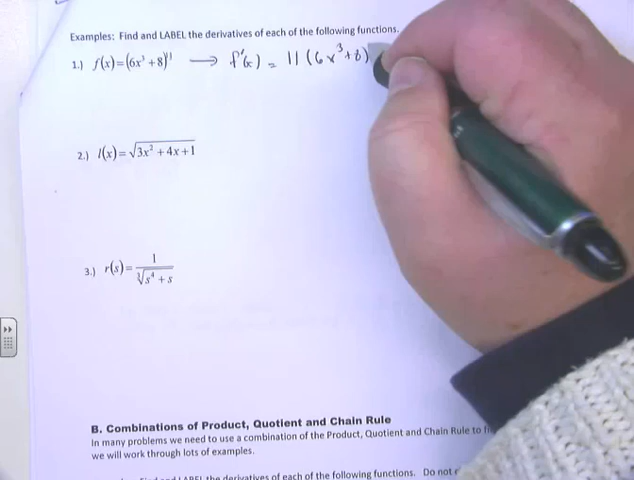 Examples: Find and LABEL the derivatives of each of the following functions.
1.) f(x)=(6x³+8)¹¹ → f'(x) = 11(6x³+8)
2.) l(x)=√3x²+4x+1
3.) r(s)= 1/∛s⁴+s
B. Combinations of Product, Quotient and Chain Rule
In many problems we need to use a combination of the Product, Quotient and Chain Rule to
we will work through lots of examples.
LABEL the derivatives of each of the following functions. Do not